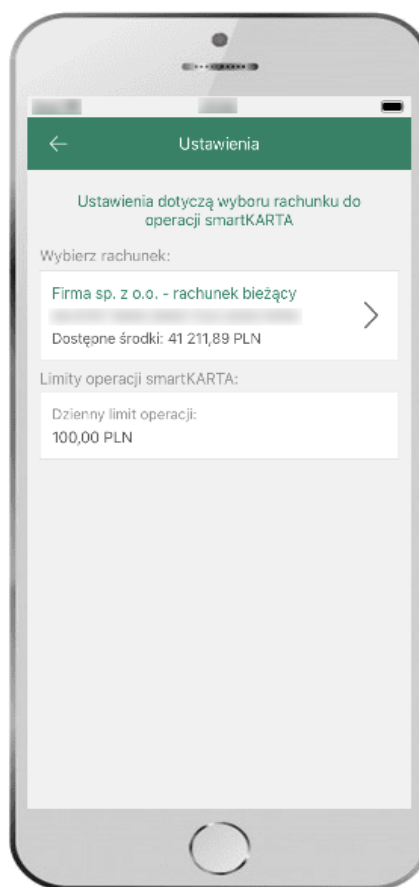 Ustawienia
Ustawienia dotyczą wyboru rachunku do
operacji smartKARTA
Wybierz rachunek:
Firma sp. z o.o. - rachunek bieżący
Dostępne środki: 41 211,89 PLN
Limity operacji smartKARTA:
Dzienny limit operacji:
100,00 PLN